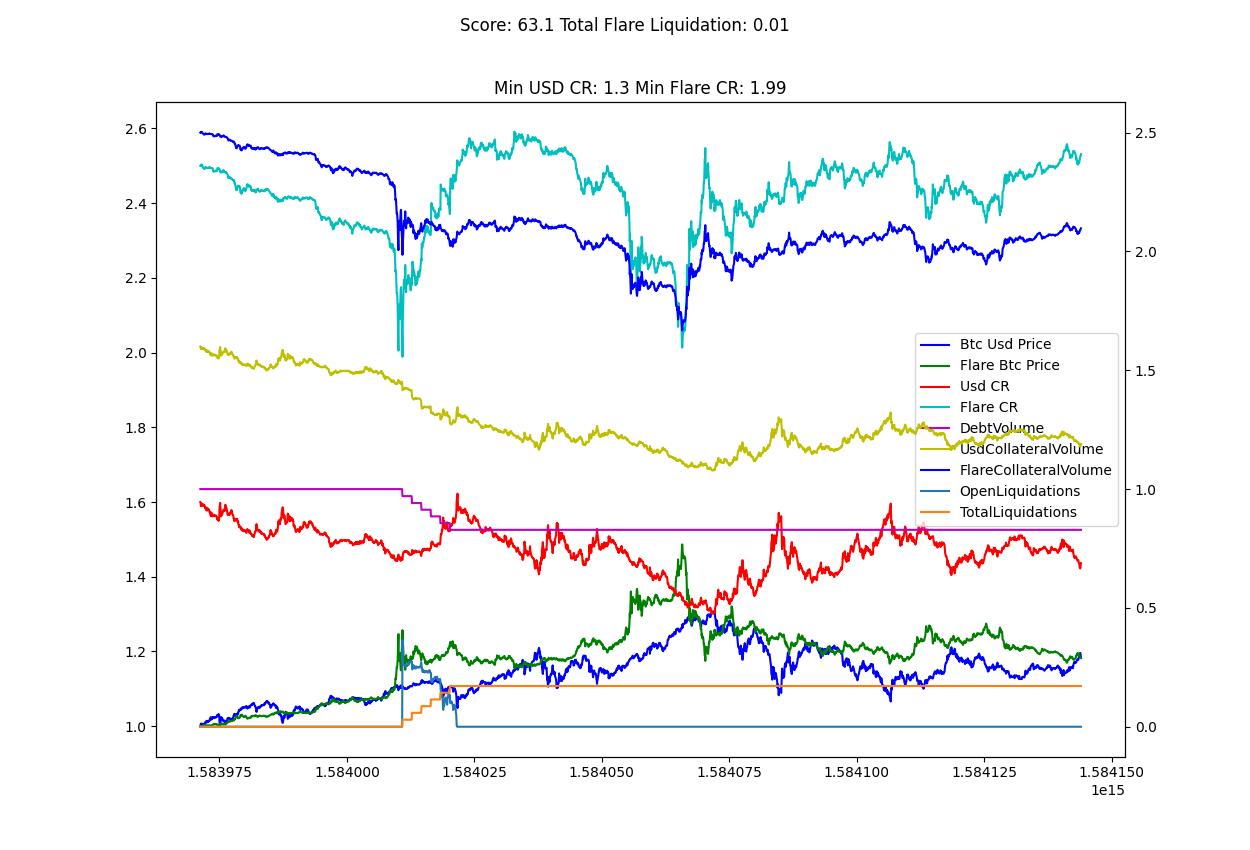 Score: 63.1 Total Flare Liquidation: 0.01
Min USD CR: 1.3 Min Flare CR: 1.99
2.6
2.4
2.2
2.0
1.8
1.6
1.4
1.2
1.0
2.5
2.0
1.5
1.0
0.5
0.0
Btc Usd Price
Flare Btc Price
Usd CR
Flare CR
DebtVolume
UsdCollateralVolume
FlareCollateralVolume
OpenLiquidations
TotalLiquidations
1.583975 1.584000 1.584025 1.584050 1.584075 1.584100 1.584125 1.584150
1e15